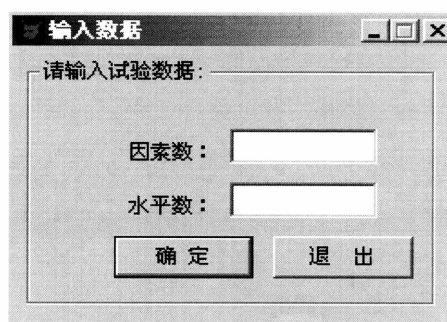 输入数据
请输入试验数据:
因素数：
水平数：
确 定 退 出